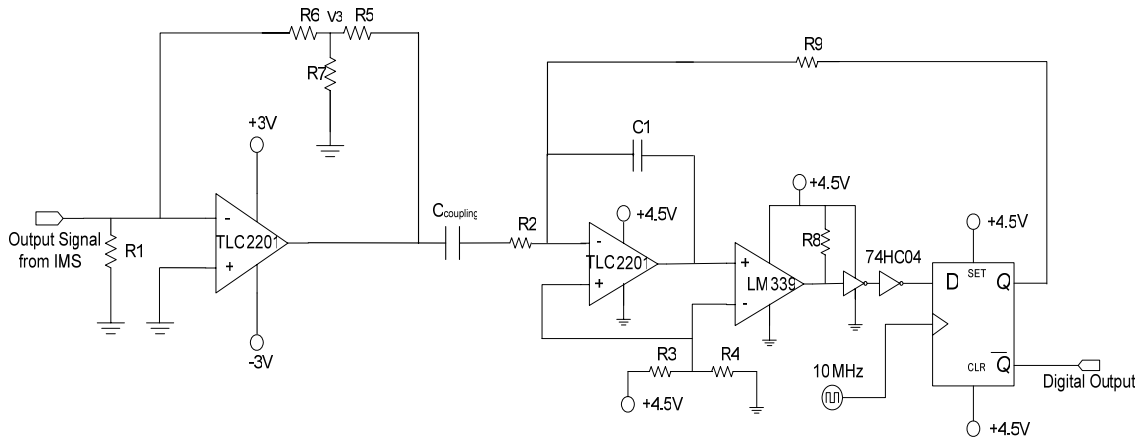 R6 V3 R5
R7
R9
+3V
C1
Ccoupling
R2
+4.5V
+4.5V
R8
74HC04
+4.5V
-
TLC2201
+
-
TLC2201
+
+
LM339
-
D SET Q
CLR Q
Output Signal
from IMS
R1
-3V
R3 R4
+4.5V
10MHz
Digital Output
+4.5V